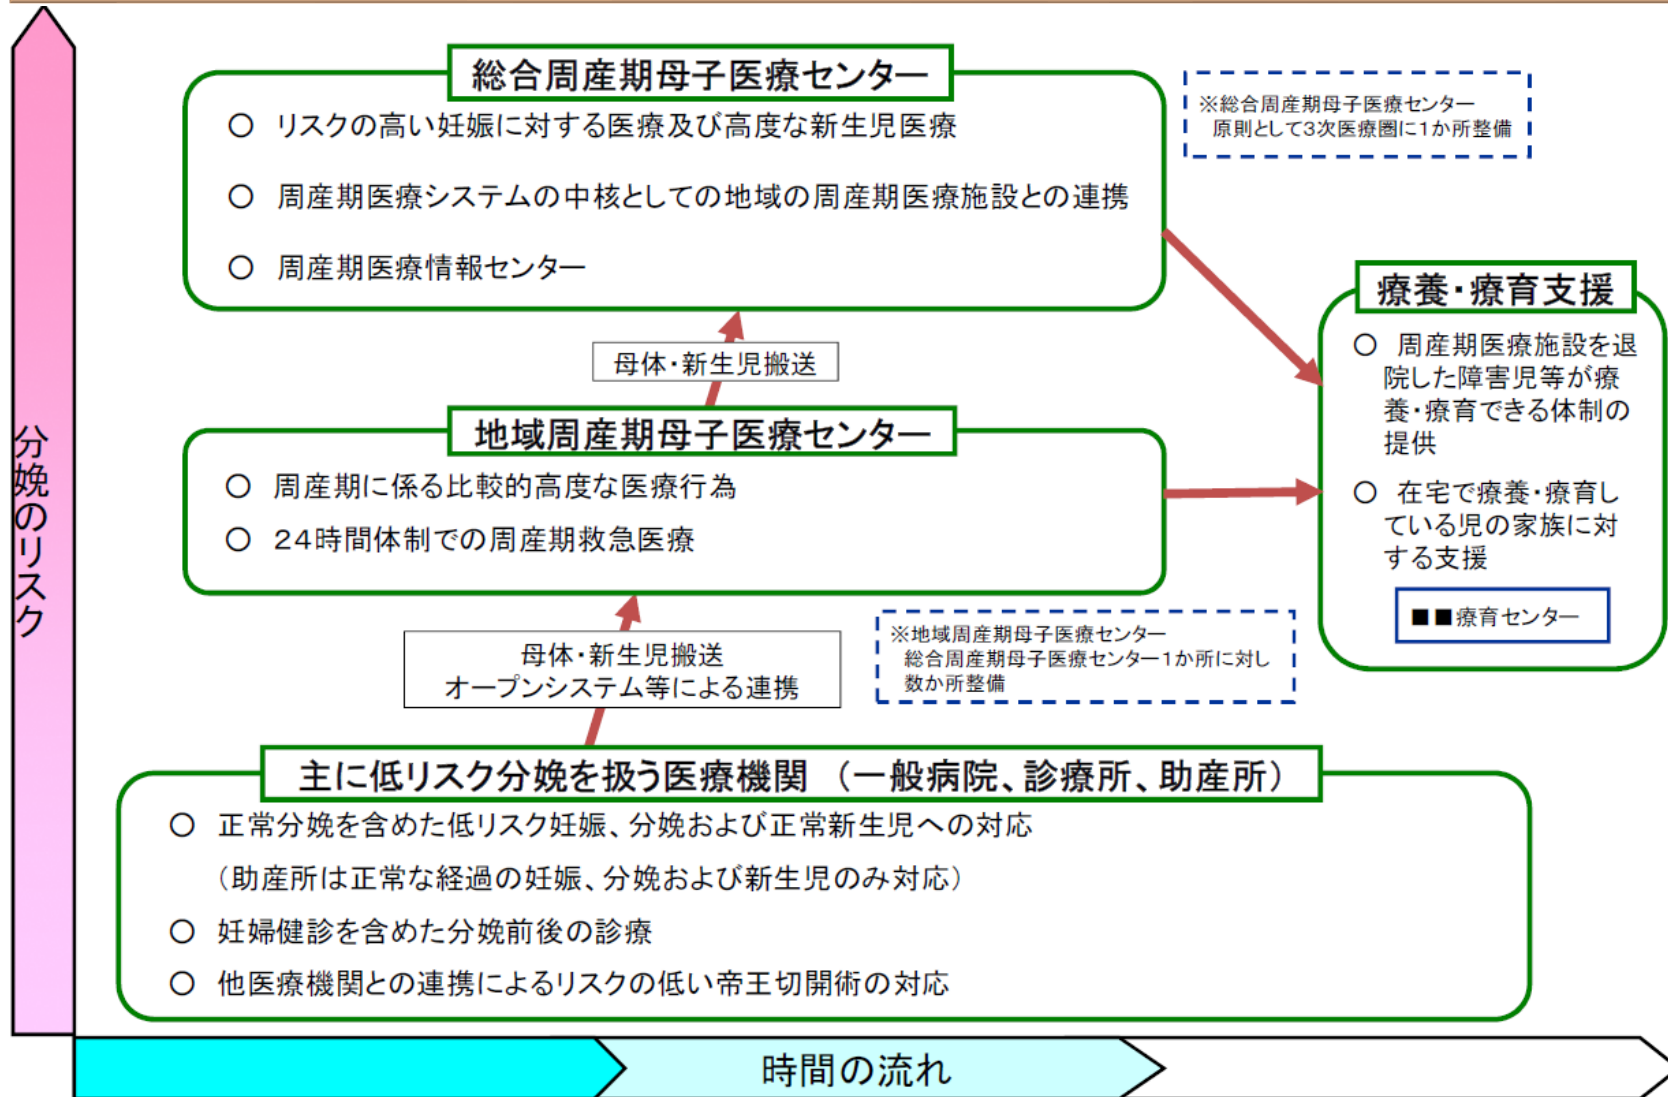 総合周産期母子医療センター
○ リスクの高い妊娠に対する医療及び高度な新生児医療
○ 周産期医療システムの中核としての地域の周産期医療施設との連携
○ 周産期医療情報センター
※総合周産期母子医療センター
原則として3次医療圏に1か所整備
母体・新生児搬送
地域周産期母子医療センター
○ 周産期に係る比較的高度な医療行為
○ 24時間体制での周産期救急医療
療養・療育支援
○ 周産期医療施設を退
院した障害児等が療
養・療育できる体制の
提供
○ 在宅で療養・療育し
ている児の家族に対
する支援
■■療育センター
母体・新生児搬送
オープンシステム等による連携
※地域周産期母子医療センター
総合周産期母子医療センター1か所に対し
数か所整備
主に低リスク分娩を扱う医療機関 （一般病院、診療所、助産所）
○ 正常分娩を含めた低リスク妊娠、分娩および正常新生児への対応
（助産所は正常な経過の妊娠、分娩および新生児のみ対応）
○ 妊婦健診を含めた分娩前後の診療
○ 他医療機関との連携によるリスクの低い帝王切開術の対応
分娩のリスク
時間の流れ